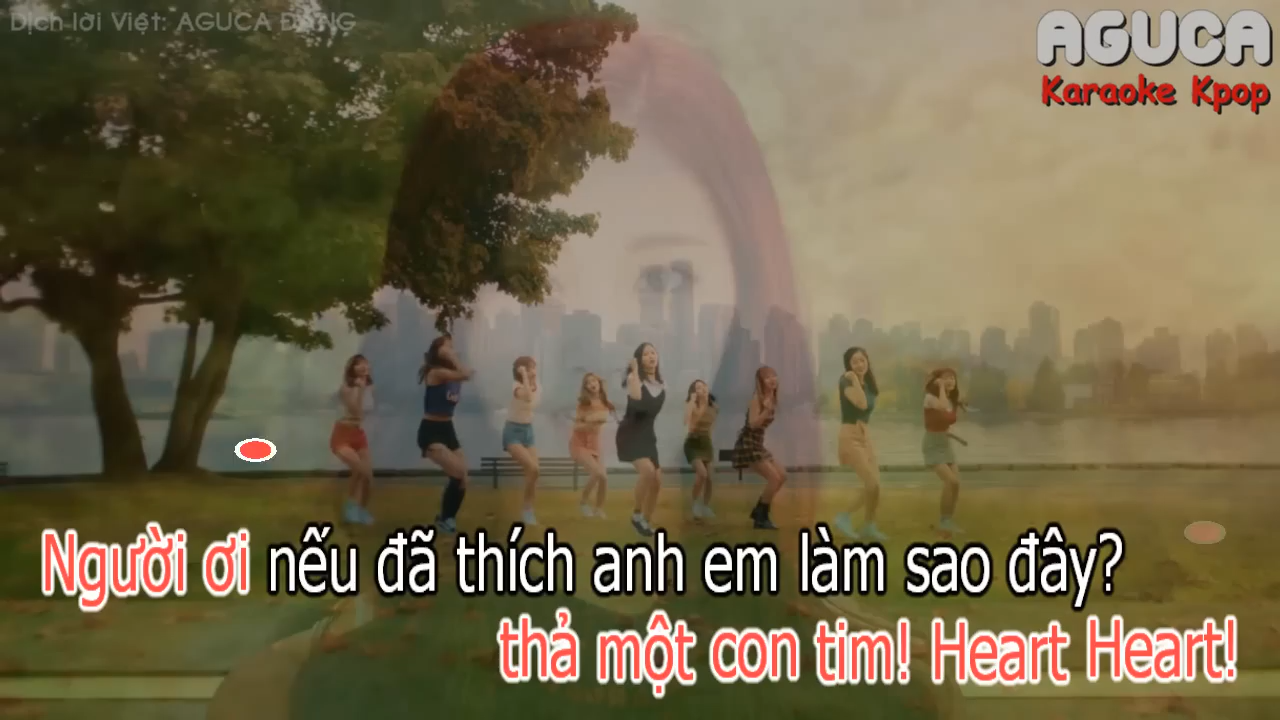 Dịch lời Việt: AGUCA ĐẶNG
AGUCA
Karaoke Kpop
Người ơi nếu đã thích anh em làm sao đây?
thả một con tim! Heart Heart!